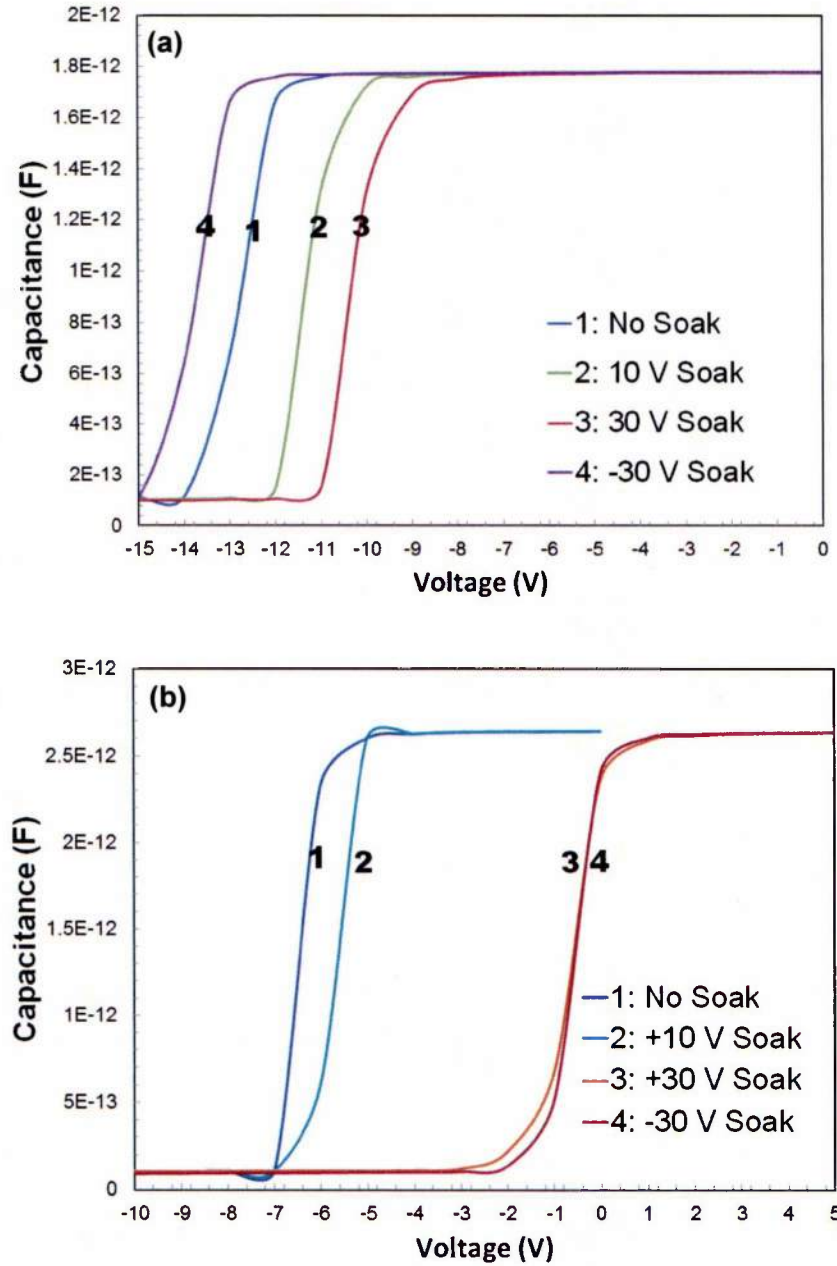 (a)
2E-12
1.8E-12
1.6E-12
1.4E-12
1.2E-12
1E-12
8E-13
6E-13
4E-13
2E-13
0
Capacitance (F)
4 1 2 3
1: No Soak
2: 10 V Soak
3: 30 V Soak
4: -30 V Soak
-15 -14 -13 -12 -11 -10 -9 -8 -7 -6 -5 -4 -3 -2 -1 0
Voltage (V)
(b)
3E-12
2.5E-12
2E-12
1.5E-12
1E-12
5E-13
0
Capacitance (F)
1 2 3 4
1: No Soak
2: +10 V Soak
3: +30 V Soak
4: -30 V Soak
-10 -9 -8 -7 -6 -5 -4 -3 -2 -1 0 1 2 3 4 5
Voltage (V)